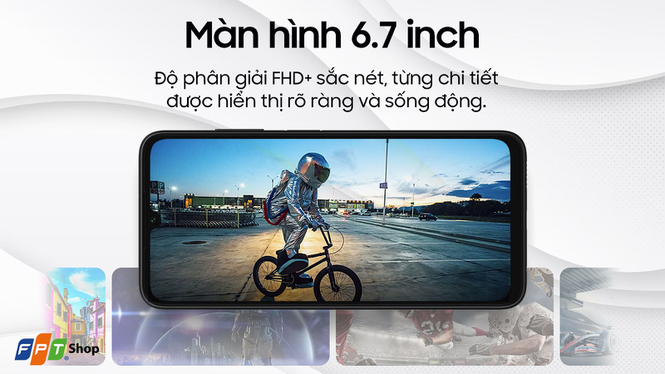 Màn hình 6.7 inch
Độ phân giải FHD+ sắc nét, từng chi tiết
được hiển thị rõ ràng và sống động.
FPT Shop